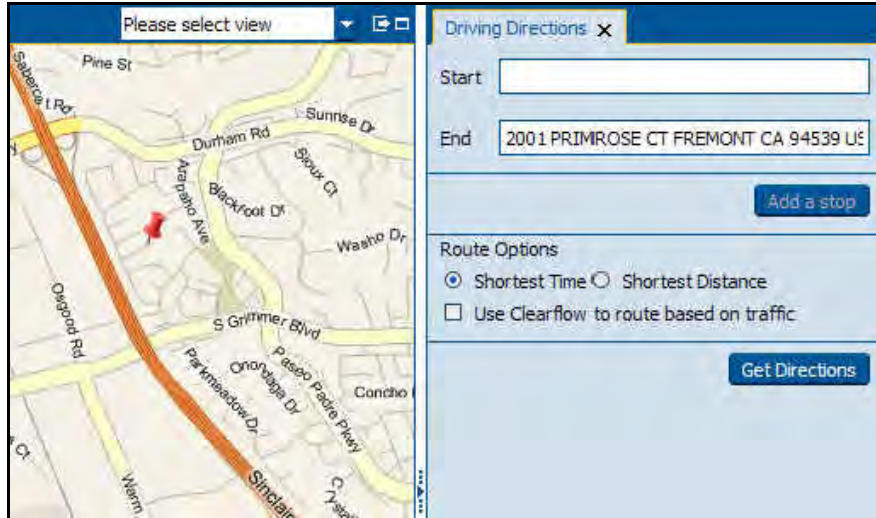 Please select view
Driving Directions X
Start
End 2001 PRIMROSE CT FREMONT CA 94539 US
Add a stop
Route Options
Shortest Time Shortest Distance
Use Clearflow to route based on traffic
Get Directions
Pine St
Rd
Sunrise Dr
Durham Rd
Sioux Ct
Arapaho Ave
Blackfoot Dr
Washo Dr
Osgood Rd
S Grimmer Blvd
Paseo Padre Pkwy
Onondaga Dr
Parkmeadow Dr
Concho
Ct
Warm
Sinclair